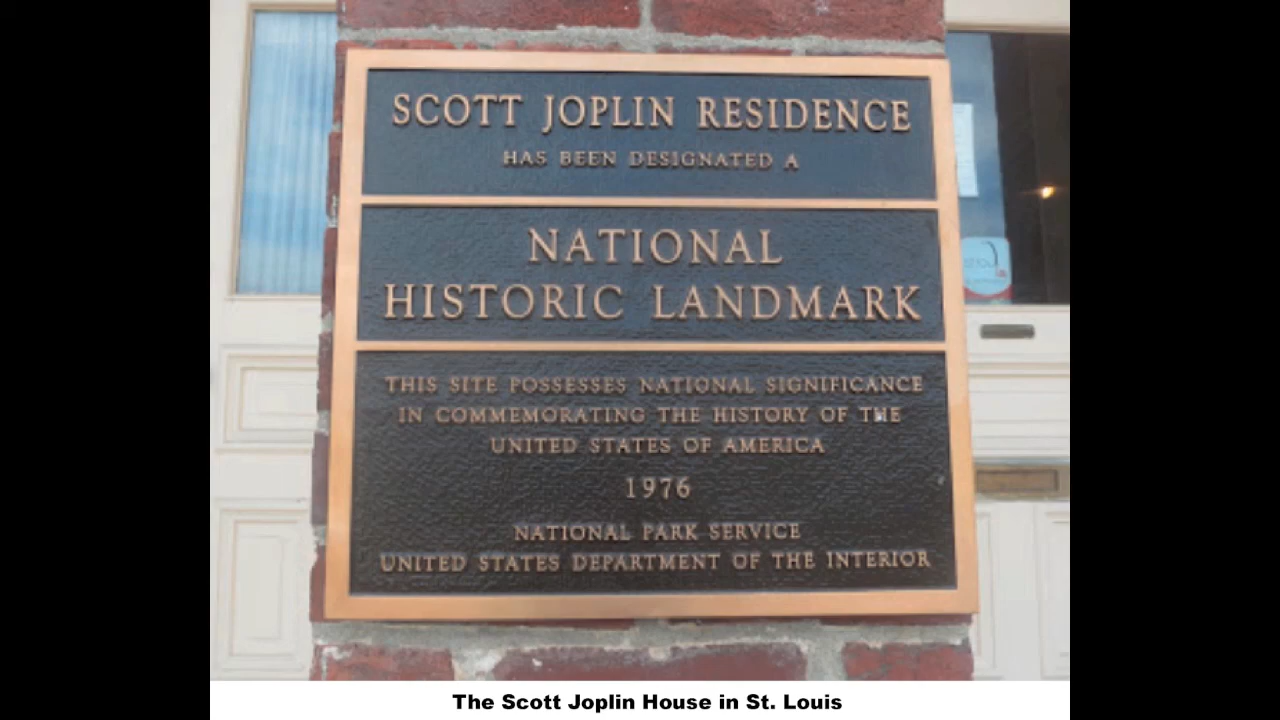 SCOTT JOPLIN RESIDENCE
HAS BEEN DESIGNATED A
NATIONAL
HISTORIC LANDMARK
THIS SITE POSSESSES NATIONAL SIGNIFICANCE
IN COMMEMORATING THE HISTORY OF THE
UNITED STATES OF AMERICA
1976
NATIONAL PARK SERVICE
UNITED STATES DEPARTMENT OF THE INTERIOR
The Scott Joplin House in St. Louis